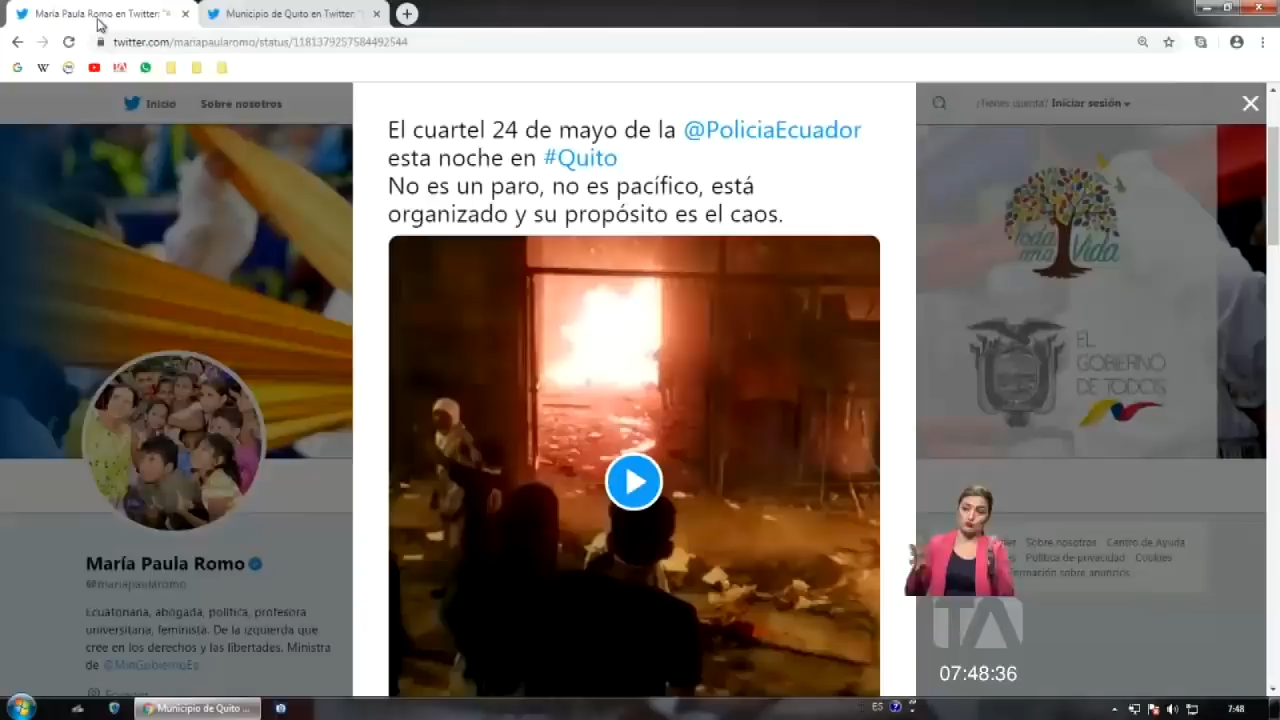 María Paula Romo en Twitter: "
Municipio de Quito en Twitter: "
twitter.com/mariapaularomo/status/1181379257584492544
Inicio
Sobre nosotros
¿Tienes cuenta? Iniciar sesión
El cuartel 24 de mayo de la @PoliciaEcuador
esta noche en #Quito
No es un paro, no es pacífico, está
organizado y su propósito es el caos.
Toda
una Vida
EL
GOBIERNO
DE TODOS
María Paula Romo
@mariapaularomo
Ecuatoriana, abogada, política, profesora
universitaria, feminista. De la izquierda que
cree en los derechos y las libertades. Ministra
de @MinGobiernoEc
Ecuador
Sobre nosotros Centro de Ayuda
Política de privacidad Cookies
formación sobre anuncios
TA
07:48:36
Municipio de Quito ...
ES
7:48